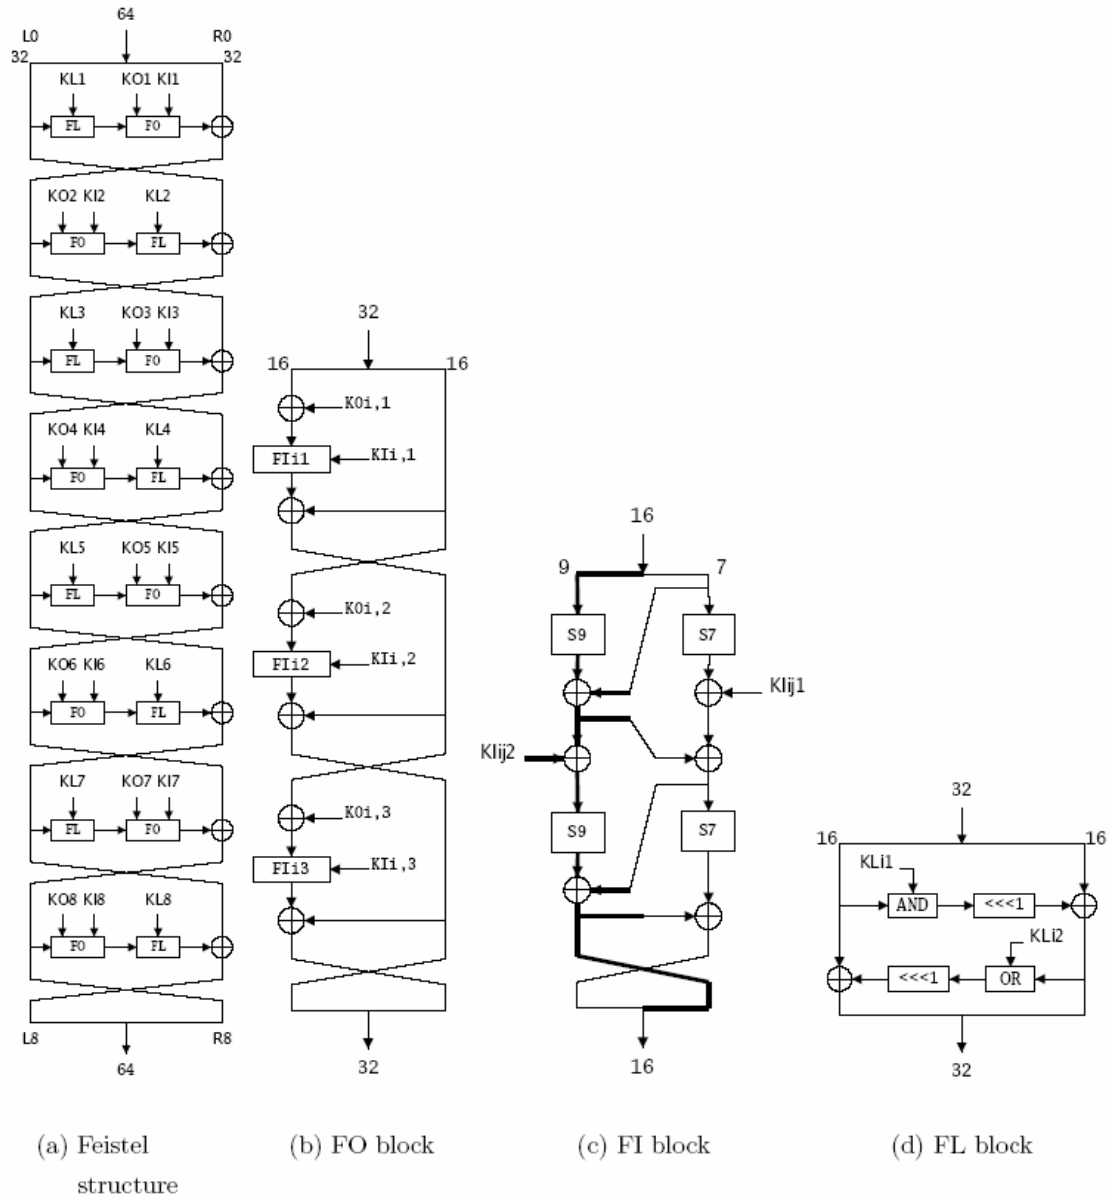 64
L0 R0
32 32
KL1 KO1 KI1
FL FO
KO2 KI2 KL2
FO FL
KL3 KO3 KI3
FL FO
KO4 KI4 KL4
FO FL
KL5 KO5 KI5
FL FO
KO6 KI6 KL6
FO FL
KL7 KO7 KI7
FL FO
KO8 KI8 KL8
FO FL
L8 R8
64
(a) Feistel
structure
32
16 16
KOi,1
FIi1 KIi,1
KOi,2
FIi2 KIi,2
KOi,3
FIi3 KIi,3
32
(b) FO block
16
9 7
S9 S7
KIij1
KIij2
S9 S7
16
(c) FI block
32
16 16
KLi1
AND <<<1
KLi2
<<<1 OR
32
(d) FL block